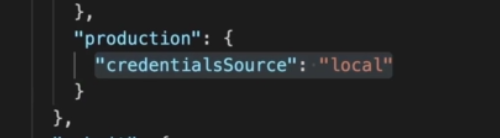 },
"production": {
"credentialsSource": "local"
}
},